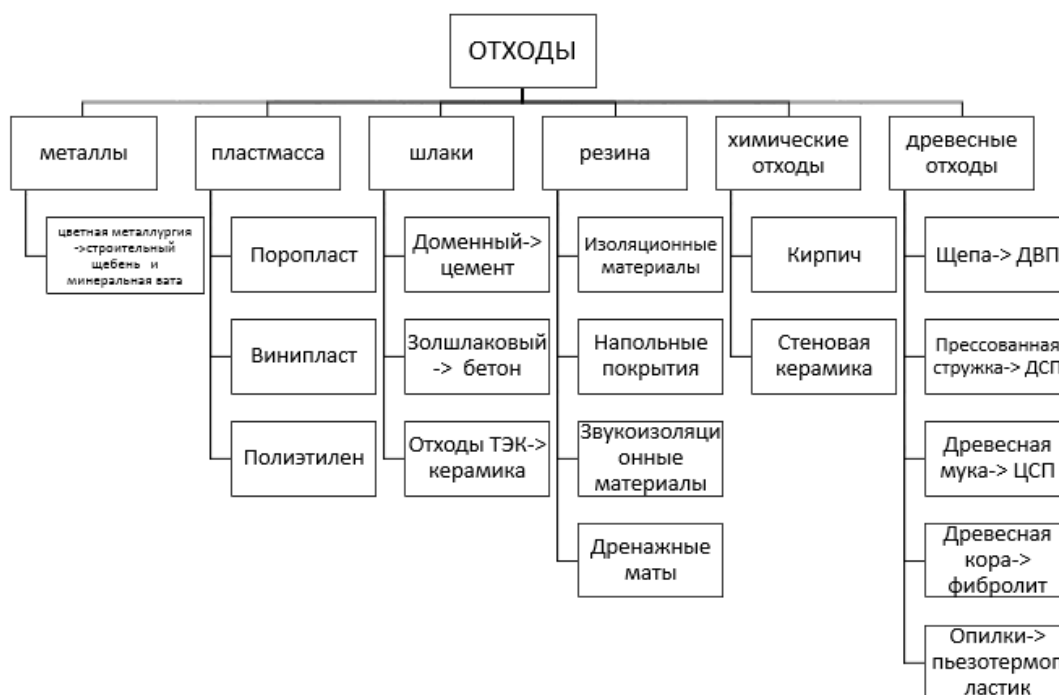 ОТХОДЫ
металлы
цветная металлургия
->строительный
щебень и
минеральная вата
пластмасса
Поропласт
Винипласт
Полиэтилен
шлаки
Доменный->
цемент
Золшлаковый
-> бетон
Отходы ТЭК->
керамика
резина
Изоляционные
материалы
Напольные
покрытия
Звукоизоляци
онные
материалы
Дренажные
маты
химические
отходы
Кирпич
Стеновая
керамика
древесные
отходы
Щепа-> ДВП
Прессованная
стружка-> ДСП
Древесная
мука-> ЦСП
Древесная
кора->
фибролит
Опилки->
пьезотермоп
ластик